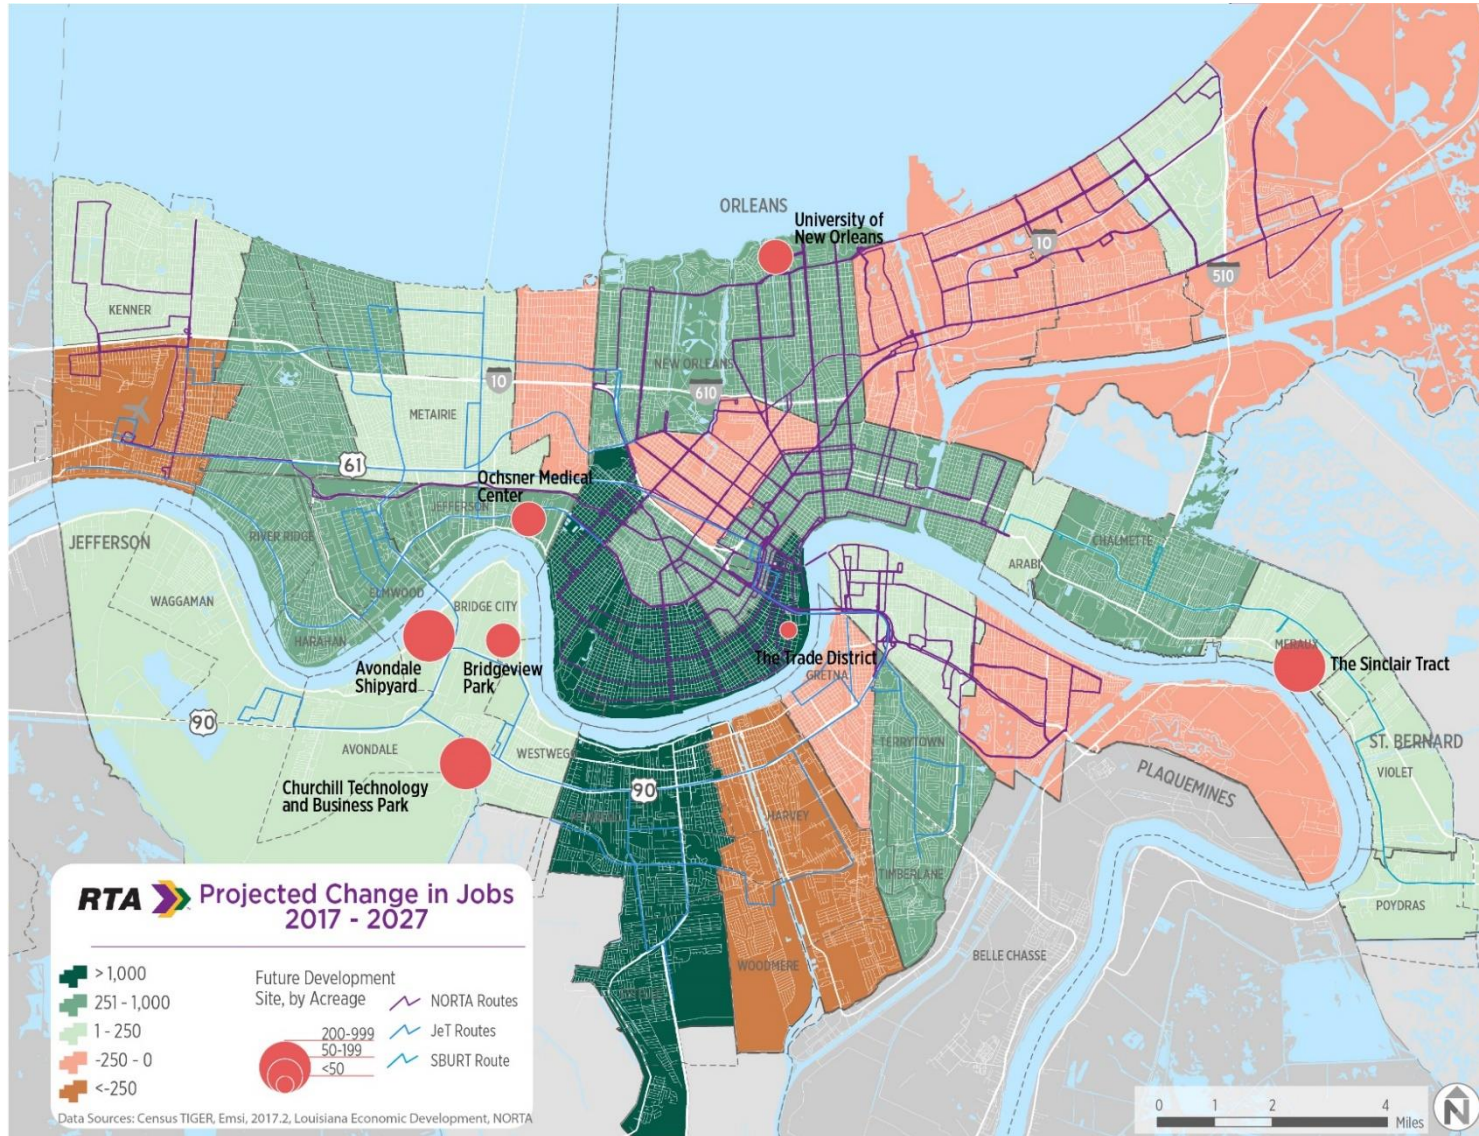 ORLEANS
University of
New Orleans
10
510
KENNER
NEW ORLEANS
10
610
METAIRIE
61
Ochsner Medical
Center
JEFFERSON
JEFFERSON
RIVER RIDGE
CHALMETTE
ARABI
WAGGAMAN
ELMWOOD
BRIDGE CITY
HARAHAN
MERAUX
Avondale
Shipyard
Bridgeview
Park
The Trade District
The Sinclair Tract
GRETNA
90
AVONDALE
WESTWEGO
TERRYTOWN
ST. BERNARD
VIOLET
PLAQUEMINES
Churchill Technology
and Business Park
90
HARVEY
TIMBERLANE
POYDRAS
BELLE CHASSE
WOODMERE
RTA Projected Change in Jobs
2017 - 2027
> 1,000
251 - 1,000
1 - 250
-250 - 0
<-250
Future Development
Site, by Acreage
200-999
50-199
<50
NORTA Routes
JeT Routes
SBURT Route
Data Sources: Census TIGER, Emsi, 2017.2, Louisiana Economic Development, NORTA
0 1 2 4
Miles
N